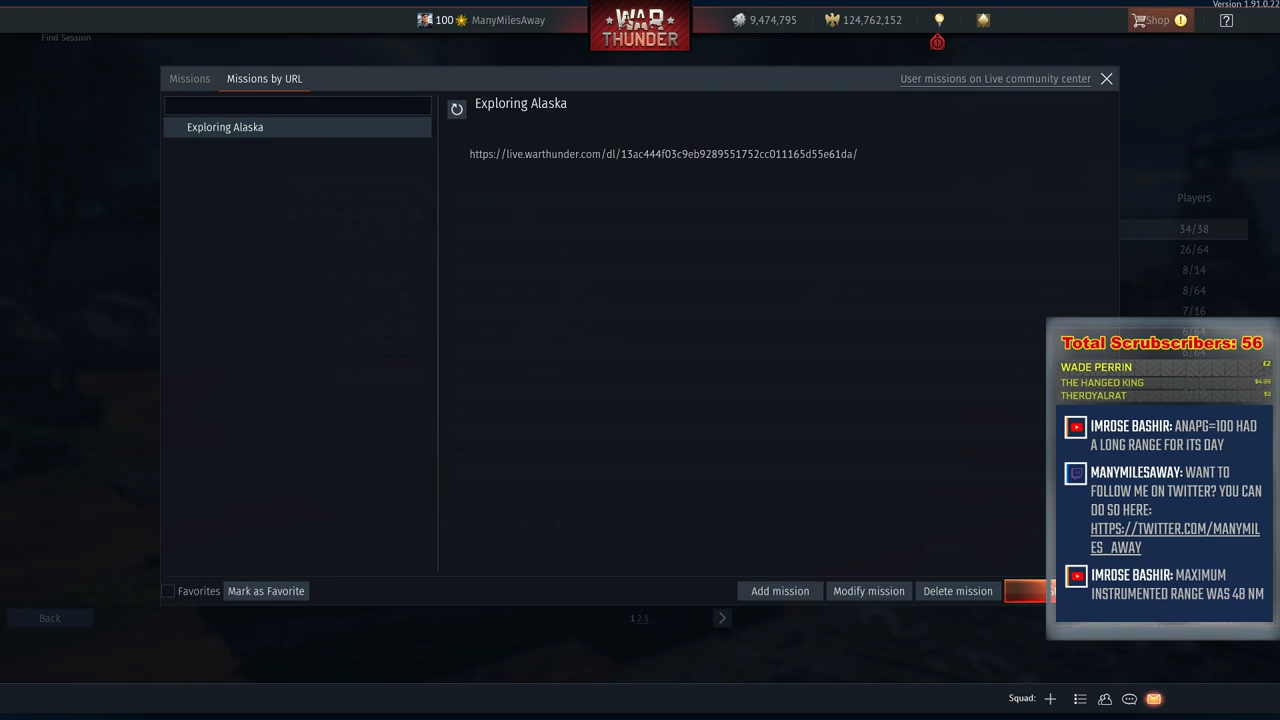 Version 1.91.0.22
100 ManyMilesAway
WAR
THUNDER
9,474,795
124,762,152
Shop
Find Session
Missions
Missions by URL
User missions on Live community center
Exploring Alaska
Exploring Alaska
https://live.warthunder.com/dl/13ac444f03c9eb9289551752cc011165d55e61da/
Players
34/38
26/64
8/14
8/64
7/16
6/64
6/64
Total Scrubscribers: 56
WADE PERRIN £2
THE HANGED KING $4.99
THEROYALRAT $2
IMROSE BASHIR: ANAPG=100 HAD
A LONG RANGE FOR ITS DAY
MANYMILESAWAY: WANT TO
FOLLOW ME ON TWITTER? YOU CAN
DO SO HERE:
HTTPS://TWITTER.COM/MANYMIL
ES_AWAY
IMROSE BASHIR: MAXIMUM
INSTRUMENTED RANGE WAS 48 NM
Favorites
Mark as Favorite
Add mission
Modify mission
Delete mission
Back
1 2 3
Squad: